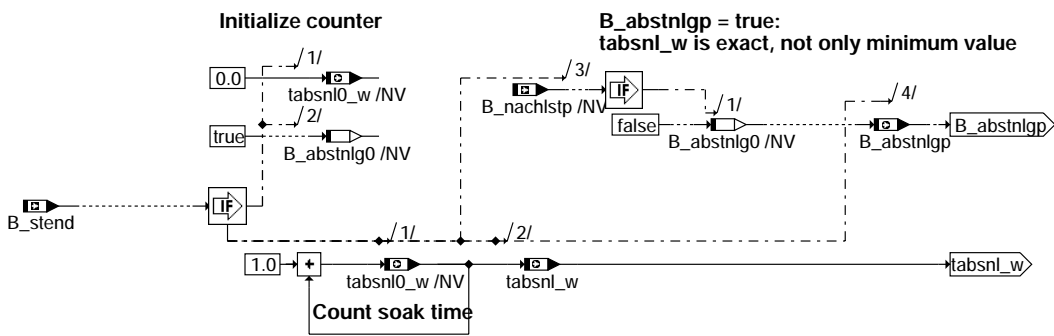 Initialize counter
B_abstnlgp = true:
tabsnl_w is exact, not only minimum value
1/
3/
0.0
IF
4/
tabsnl0_w /NV
B_nachlstp /NV
2/
1/
true
false
B_abstnlgp
B_abstnlg0 /NV
B_abstnlg0 /NV
B_abstnlgp
IF
B_stend
1/
2/
1.0
+
tabsnl_w
tabsnl0_w /NV
tabsnl_w
Count soak time